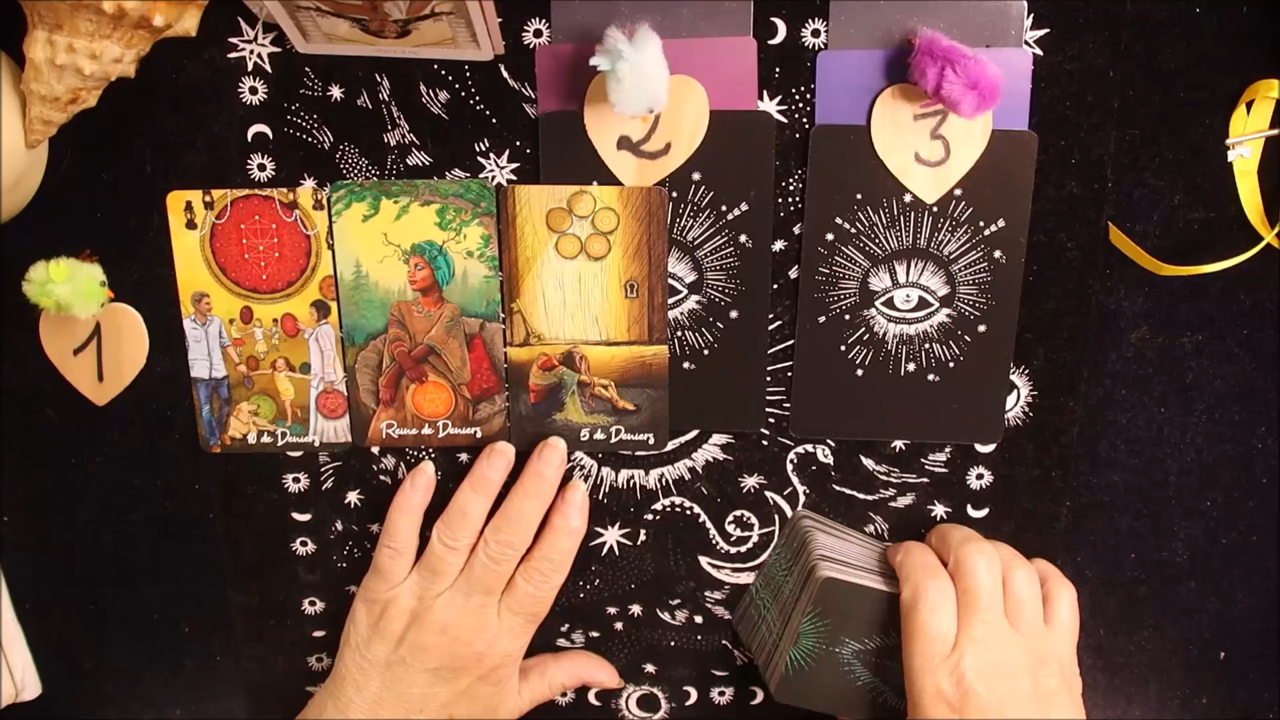 2
3
1
10 de Deniers
Reine de Deniers
5 de Deniers